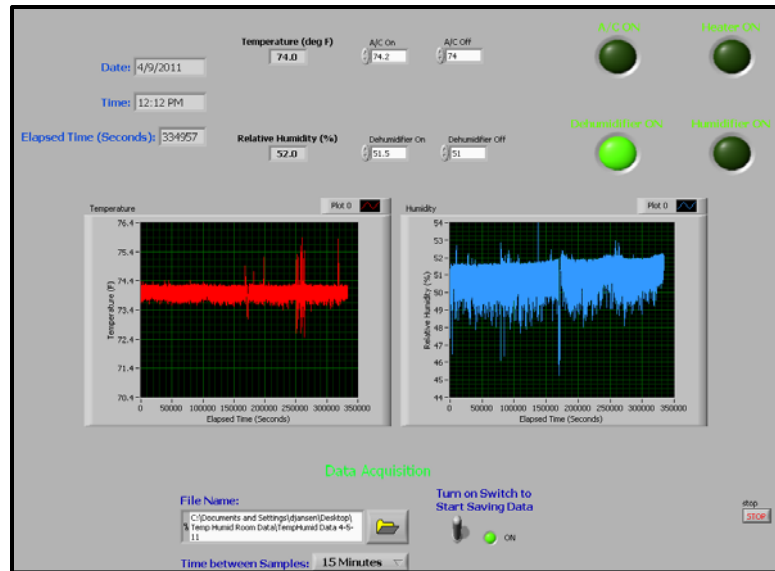 Date: 4/9/2011
Time: 12:12 PM
Elapsed Time (Seconds): 334957
Temperature (deg F)
74.0
A/C On
74.2
A/C Off
74
Relative Humidity (%)
52.0
Dehumidifier On
51.5
Dehumidifier Off
51
A/C ON
Heater ON
Dehumidifier ON
Humidifier ON
Temperature
Plot 0
76.4
75.4
74.4
73.4
72.4
71.4
70.4
Temperature (F)
0 50000 100000 150000 200000 250000 300000 350000
Elapsed Time (Seconds)
Humidity
Plot 0
54
53
52
51
50
49
48
47
46
45
44
Relative Humidity (%)
0 50000 100000 150000 200000 250000 300000 350000
Elapsed Time (Seconds)
Data Acquisition
File Name:
C:\Documents and Settings\djansen\Desktop\
Temp Humid Room Data\TempHumid Data 4-5-
11
Time between Samples: 15 Minutes
Turn on Switch to
Start Saving Data
ON
stop
STOP